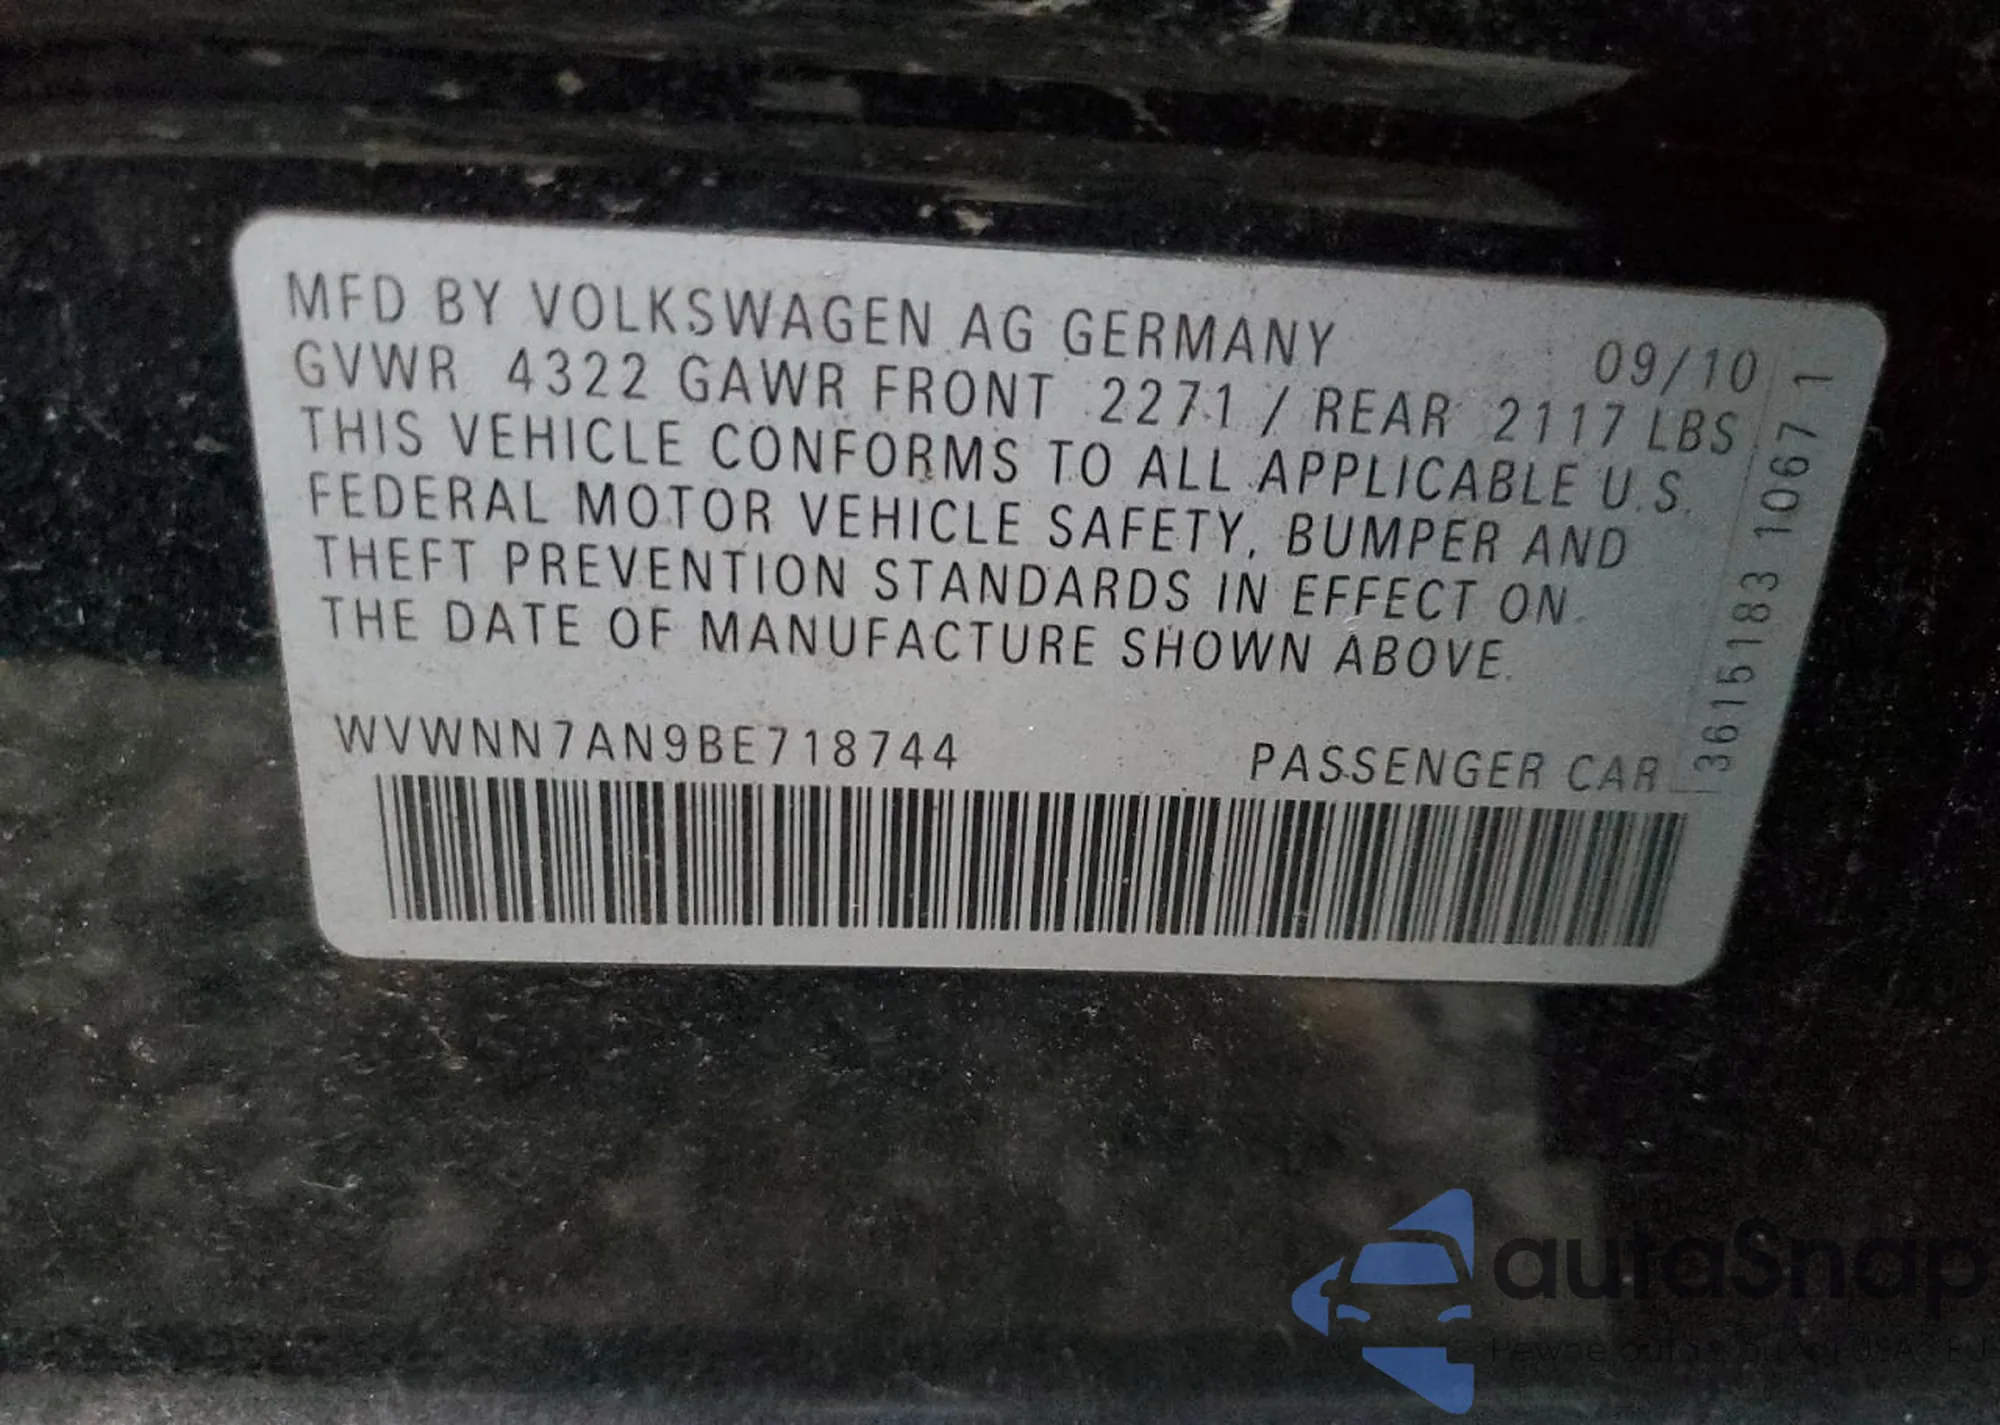 MFD BY VOLKSWAGEN AG GERMANY 09/10
GVWR 4322 GAWR FRONT 2271 / REAR 2117 LBS
THIS VEHICLE CONFORMS TO ALL APPLICABLE U.S.
FEDERAL MOTOR VEHICLE SAFETY, BUMPER AND
THEFT PREVENTION STANDARDS IN EFFECT ON
THE DATE OF MANUFACTURE SHOWN ABOVE.
WVWNN7AN9BE718744 PASSENGER CAR
3615183 1067 1
autaSnap
Pewne